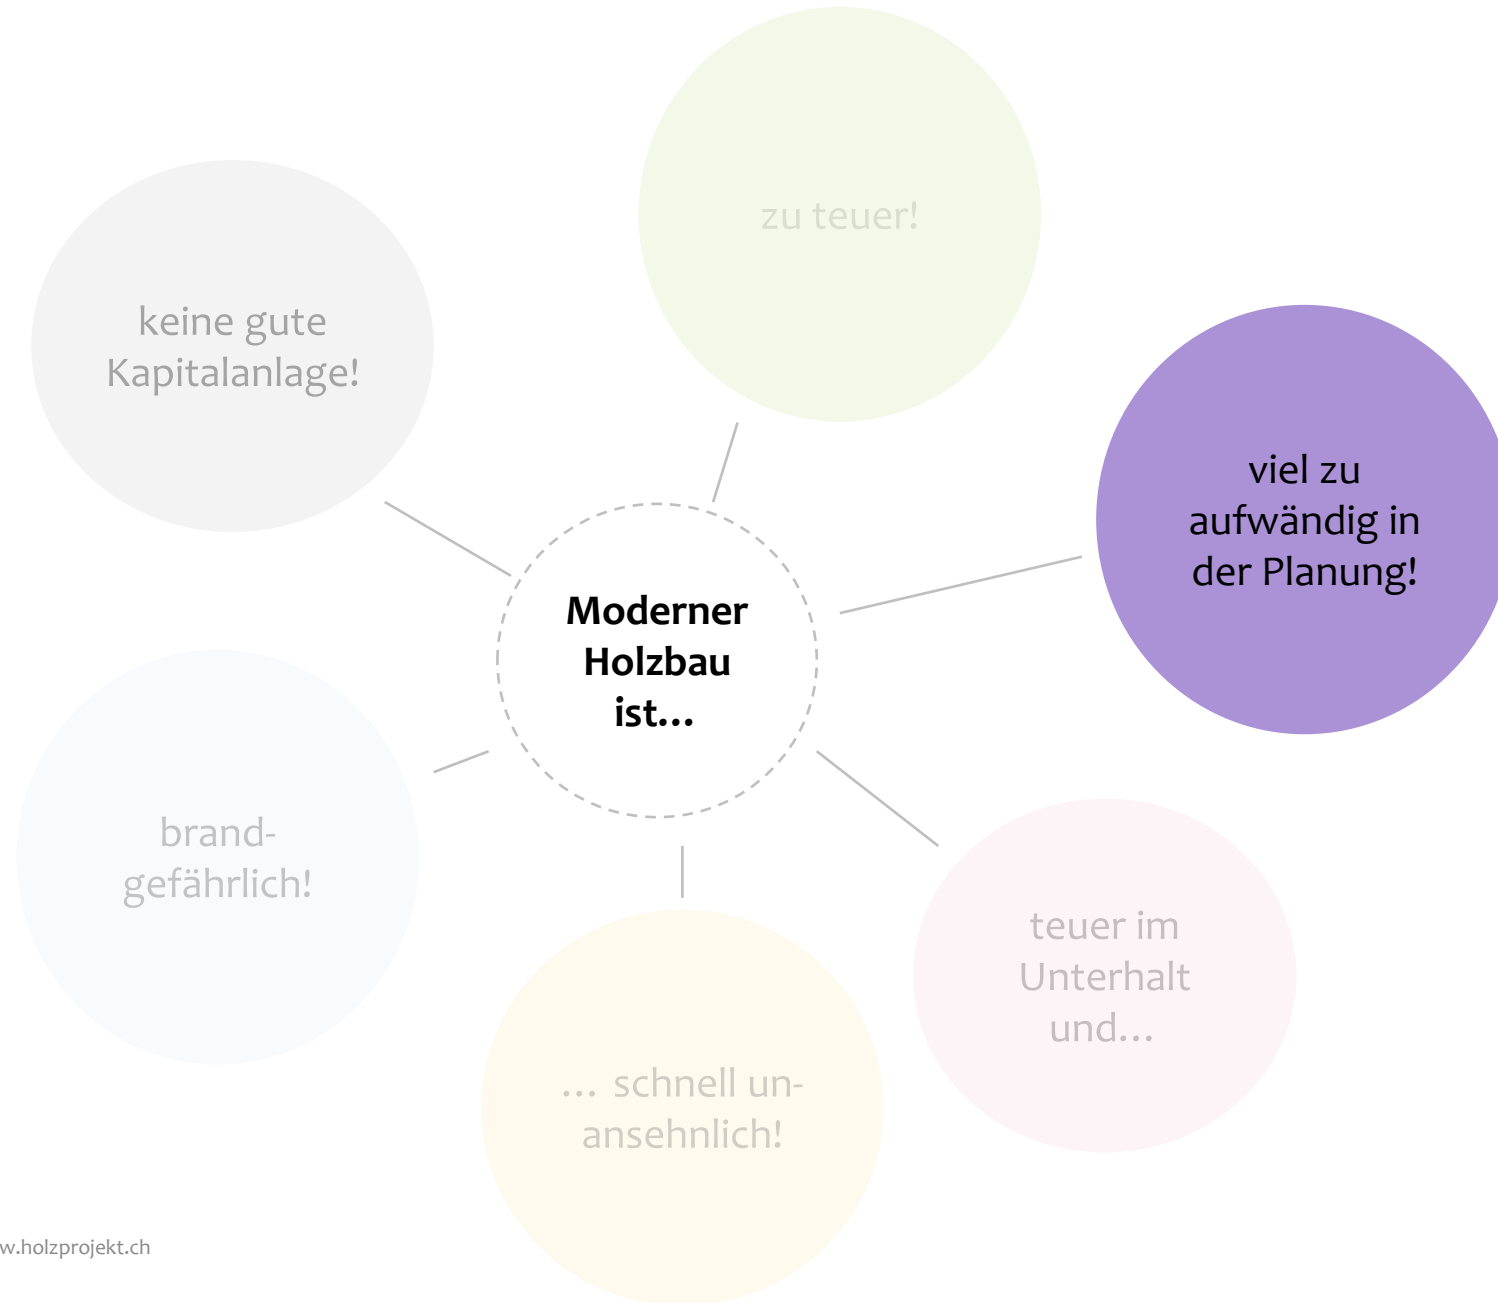 zu teuer!
keine gute
Kapitalanlage!
viel zu
aufwändig in
der Planung!
Moderner
Holzbau
ist...
brand-
gefährlich!
teuer im
Unterhalt
und...
... schnell un-
ansehnlich!
w.holzprojekt.ch